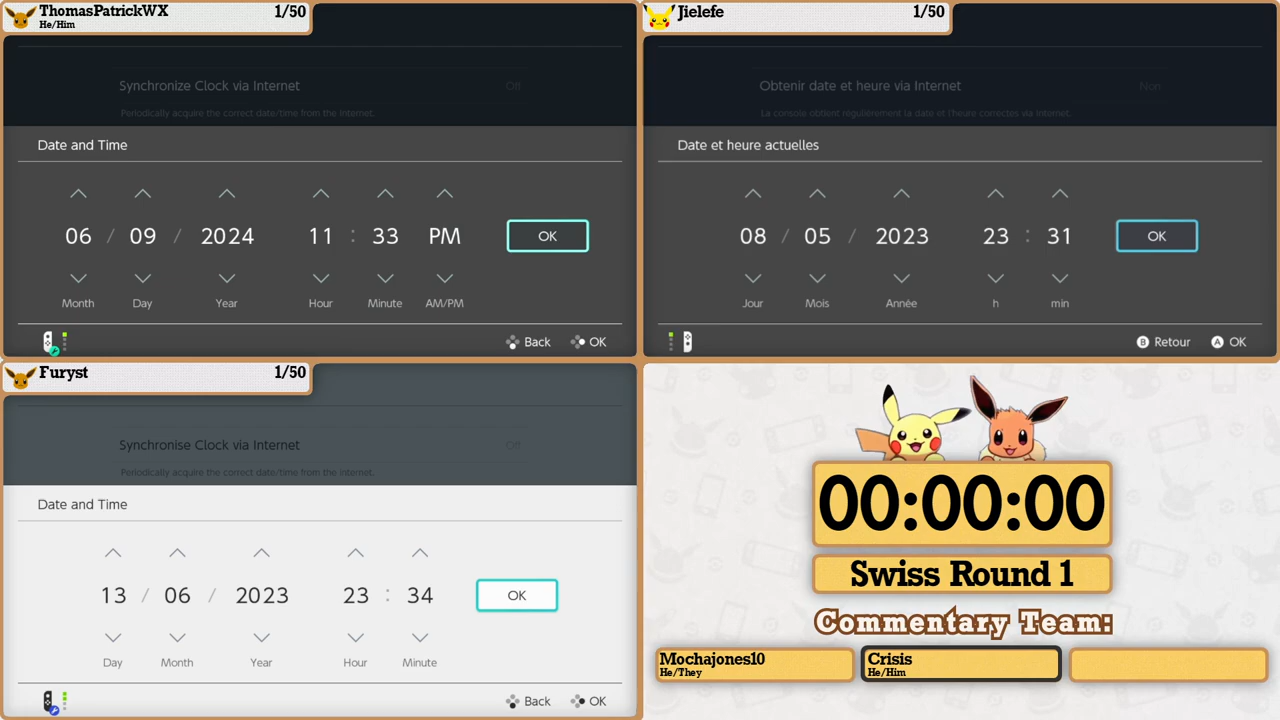 ThomasPatrickWX 1/50
He/Him
Synchronize Clock via Internet Off
Periodically acquire the correct date/time from the Internet.
Date and Time
06 / 09 / 2024 11 : 33 PM OK
Month Day Year Hour Minute AM/PM
Back OK
Jielefe 1/50
Obtenir date et heure via Internet Non
La console obtient régulièrement la date et l'heure correctes via Internet.
Date et heure actuelles
08 / 05 / 2023 23 : 31 OK
Jour Mois Année h min
B Retour A OK
Furyst 1/50
Synchronise Clock via Internet Off
Periodically acquire the correct date/time from the Internet.
Date and Time
13 / 06 / 2023 23 : 34 OK
Day Month Year Hour Minute
Back OK
00:00:00
Swiss Round 1
Commentary Team:
Mochajones10
He/They
Crisis
He/Him